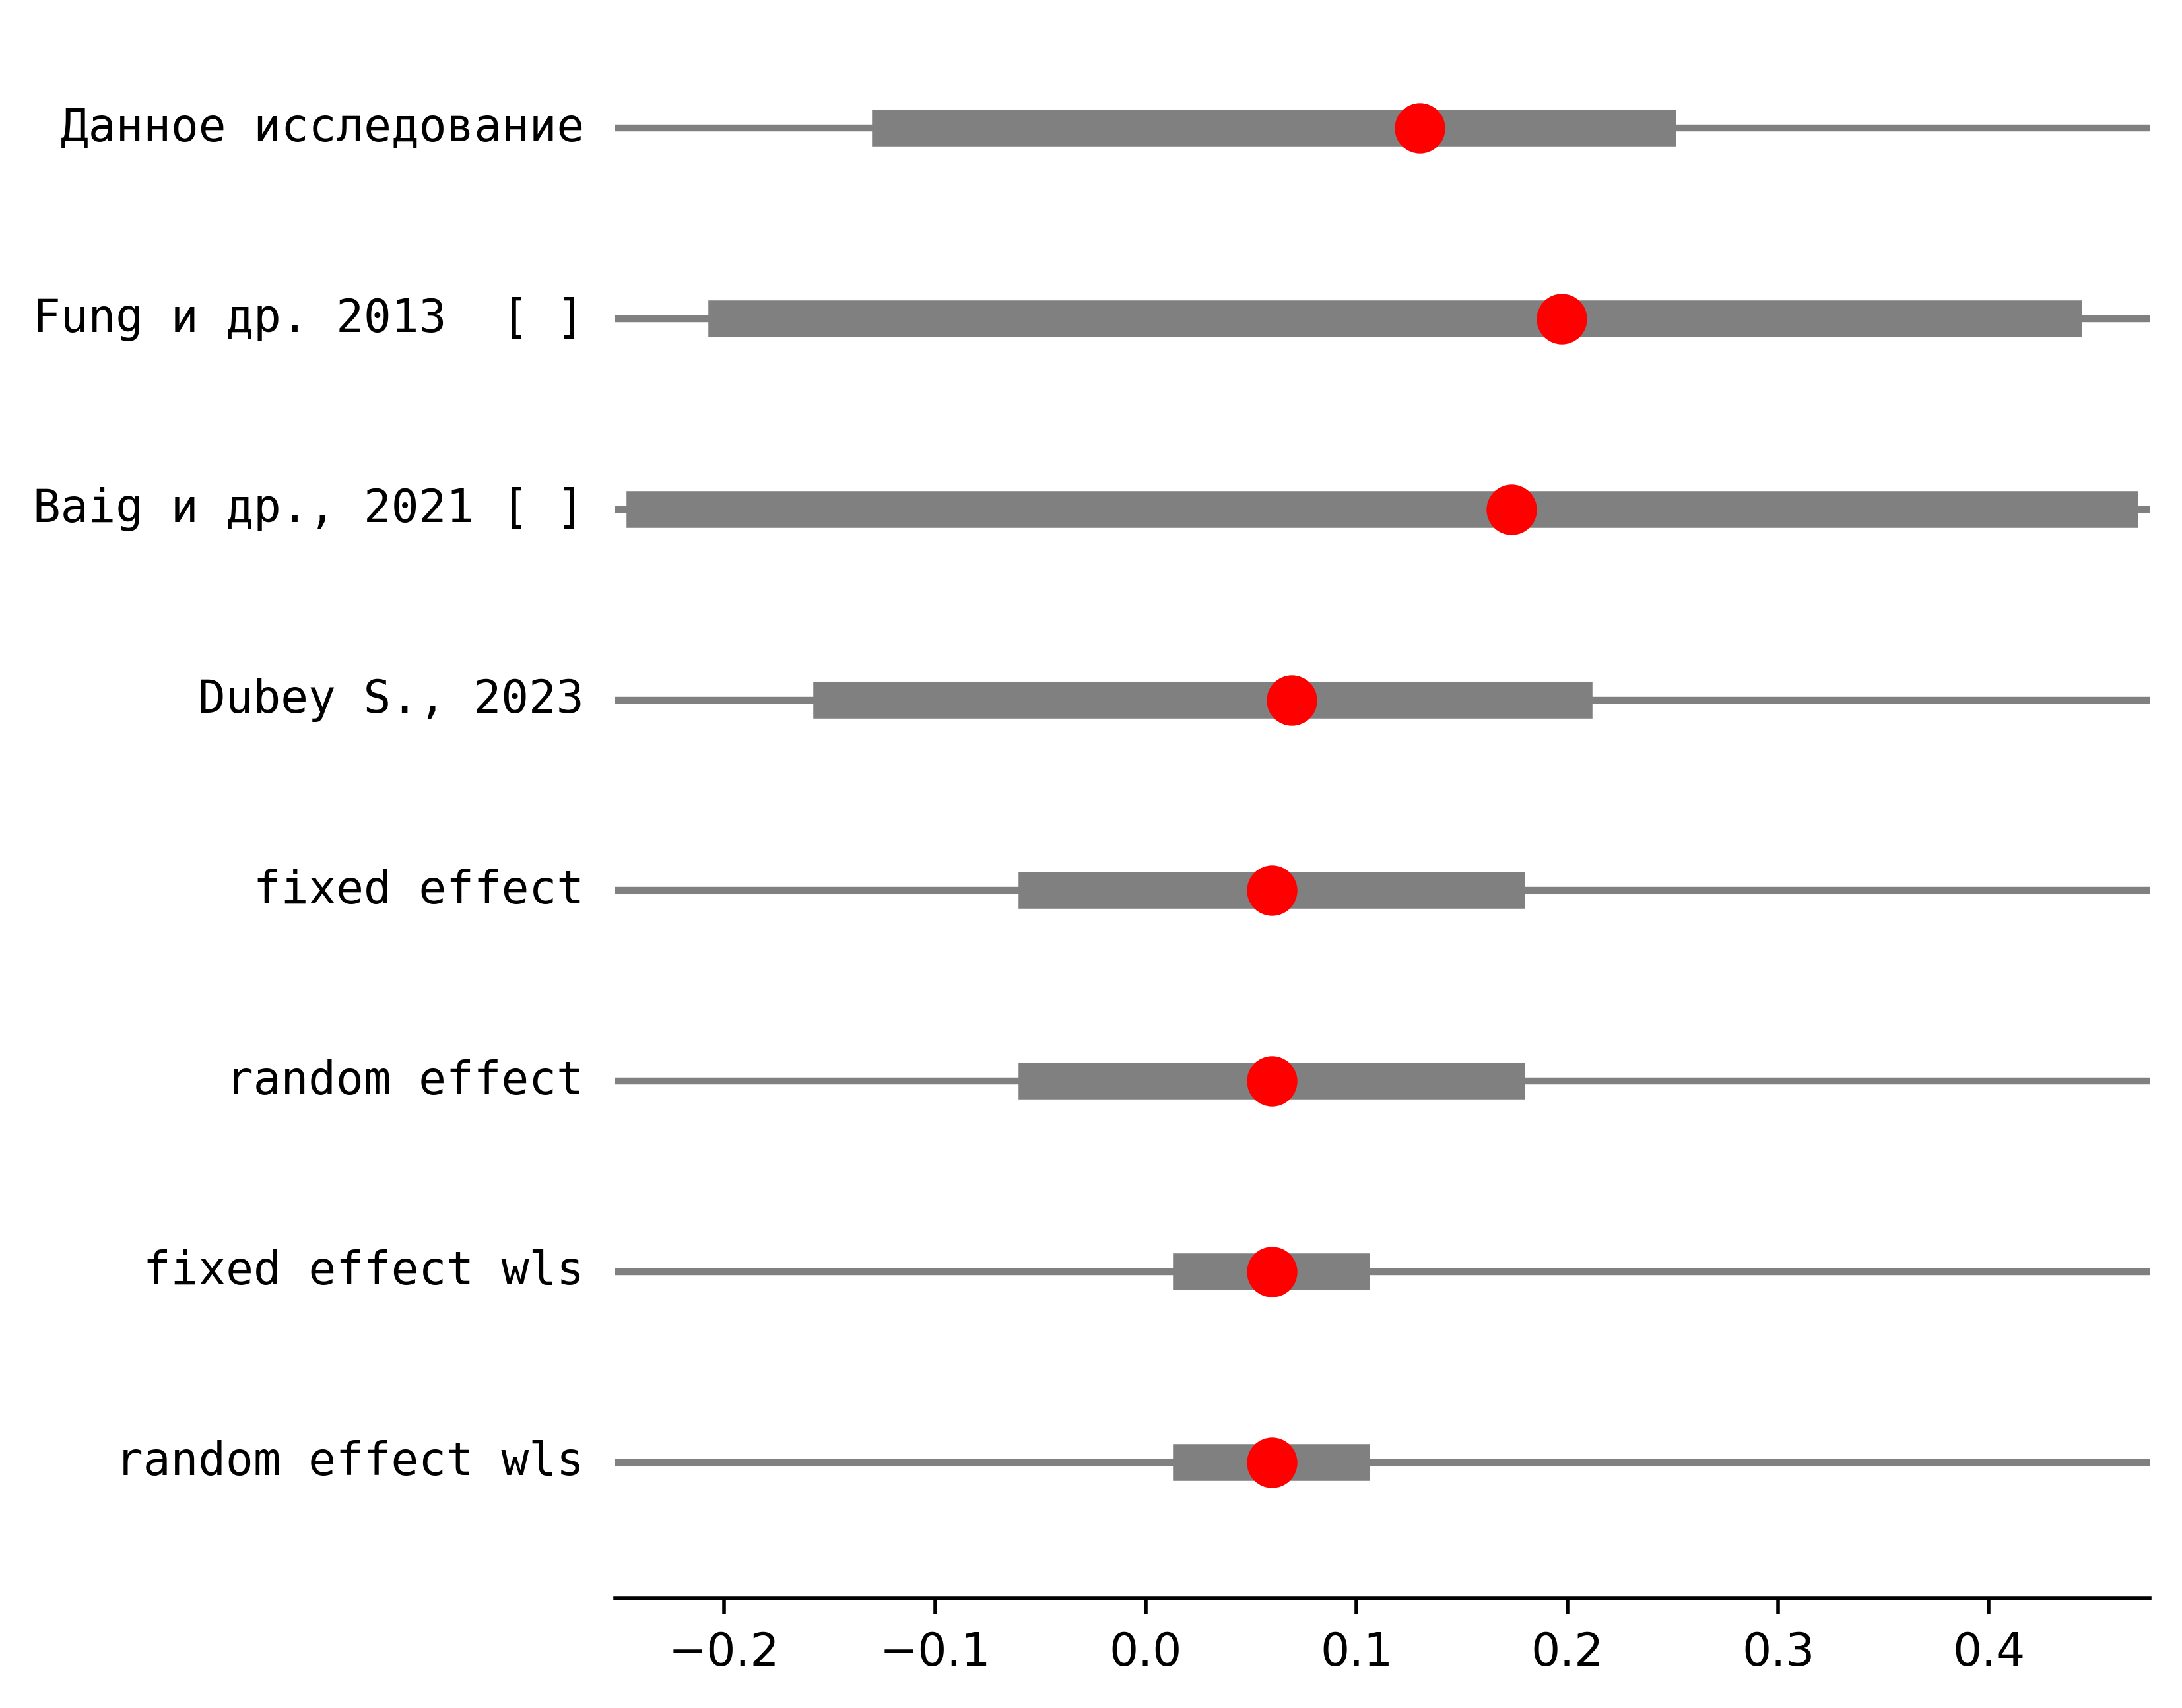 Данное исследование
Fung и др. 2013  [ ]
Baig и др., 2021 [ ]
Dubey S., 2023
fixed effect
random effect
fixed effect wls
random effect wls
−0.2 −0.1 0.0 0.1 0.2 0.3 0.4